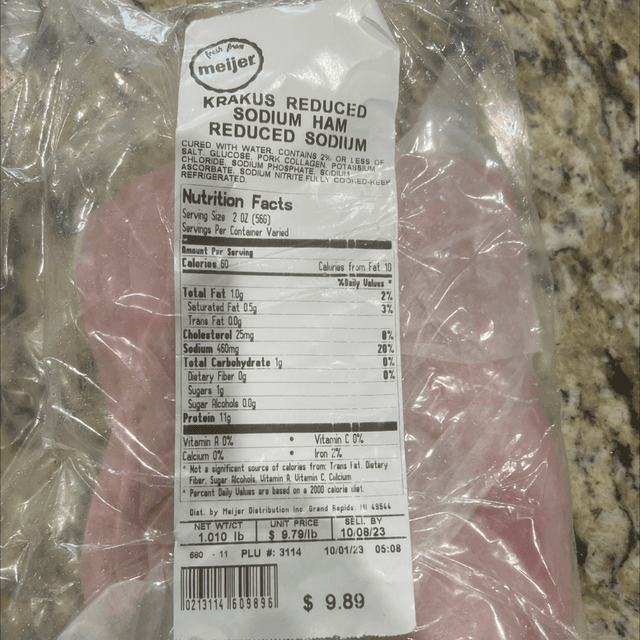 fresh from
meijer
KRAKUS REDUCED
SODIUM HAM
REDUCED SODIUM
CURED WITH WATER. CONTAINS 2% OR LESS OF
SALT, GLUCOSE, PORK COLLAGEN, POTASSIUM
CHLORIDE, SODIUM PHOSPHATE, SODIUM
ASCORBATE, SODIUM NITRITE.FULLY COOKED-KEEP
REFRIGERATED.
Nutrition Facts
Serving Size 2 OZ (56G)
Servings Per Container Varied
Amount Per Serving
Calories 60 Calories from Fat 10
%Daily Values *
Total Fat 1.0g 2%
Saturated Fat 0.5g 3%
Trans Fat 0.0g
Cholesterol 25mg 8%
Sodium 460mg 20%
Total Carbohydrate 1g 0%
Dietary Fiber 0g 0%
Sugars 1g
Sugar Alcohols 0.0g
Protein 11g
Vitamin A 0% • Vitamin C 0%
Calcium 0% • Iron 2%
* Not a significant source of calories from: Trans Fat, Dietary
Fiber, Sugar Alcohols, Vitamin A, Vitamin C, Calcium
* Percent Daily Values are based on a 2000 calorie diet.
Dist. by Meijer Distribution Inc Grand Rapids, MI 49544
NET WT/CT UNIT PRICE SELL BY
1.010 lb $ 9.79/lb 10/08/23
680 - 11 PLU #: 3114 10/01/23 05:08
0213114 609896
$ 9.89